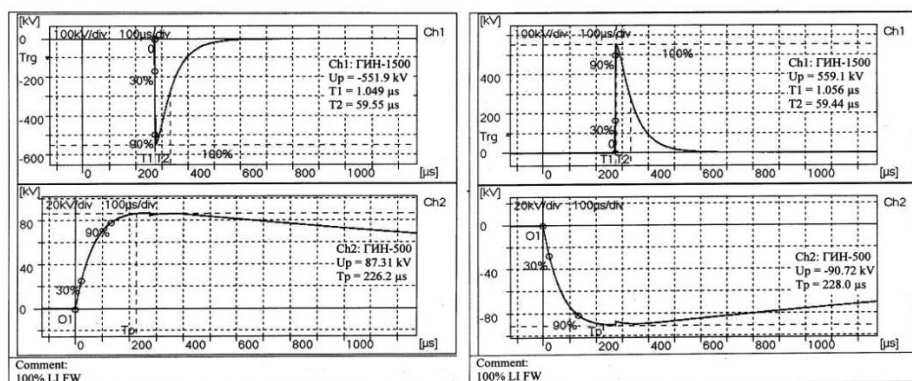 [kV]
100kV/div 100µs/div
Ch1
0
0
Trg
-200
30%
-400
90%
T1 T2
100%
-600
Ch1: ГИН-1500
Up = -551.9 kV
T1 = 1.049 µs
T2 = 59.55 µs
0 200 400 600 800 1000 [µs]
[kV]
20kV/div 100µs/div
Ch2
80
90%
40
30%
0
O1
Tp
Ch2: ГИН-500
Up = 87.31 kV
Tp = 226.2 µs
0 200 400 600 800 1000 [µs]
Comment:
100% LI FW
[kV]
100kV/div 100µs/div
Ch1
100%
90%
400
200
30%
Trg
0
0
T1 T2
Ch1: ГИН-1500
Up = 559.1 kV
T1 = 1.056 µs
T2 = 59.44 µs
0 200 400 600 800 1000 [µs]
[kV]
20kV/div 100µs/div
Ch2
0
O1
30%
-40
90%
-80
Tp
Ch2: ГИН-500
Up = -90.72 kV
Tp = 228.0 µs
0 200 400 600 800 1000 [µs]
Comment:
100% LI FW